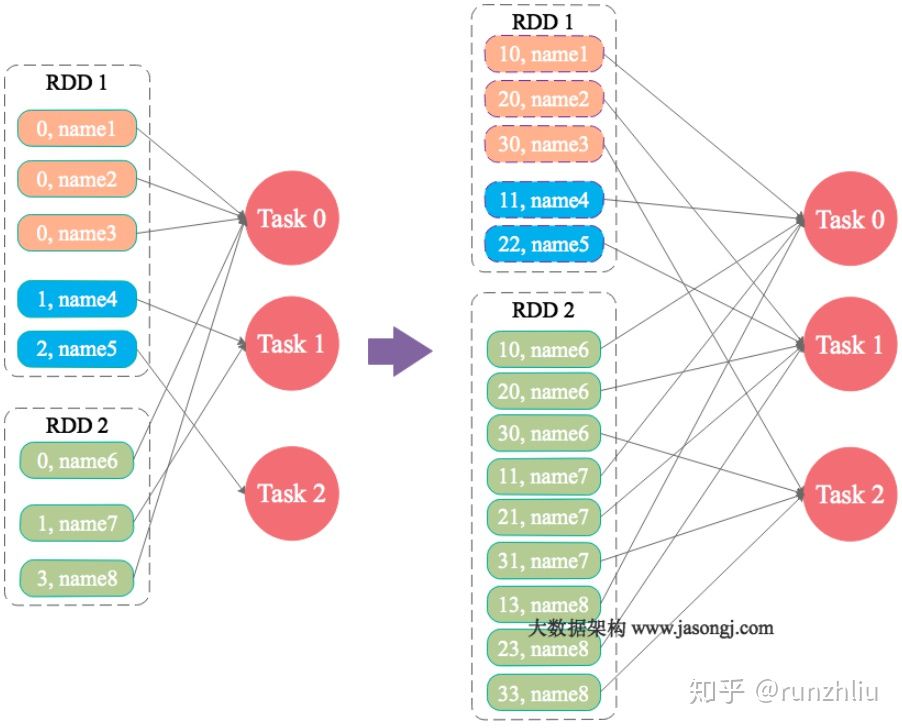 RDD 1
0, name1
0, name2
0, name3
1, name4
2, name5
RDD 2
0, name6
1, name7
3, name8
Task 0
Task 1
Task 2
RDD 1
10, name1
20, name2
30, name3
11, name4
22, name5
RDD 2
10, name6
20, name6
30, name6
11, name7
21, name7
31, name7
13, name8
23, name8
33, name8
Task 0
Task 1
Task 2
大数据架构 www.jasongj.com
知乎 @runzhliu